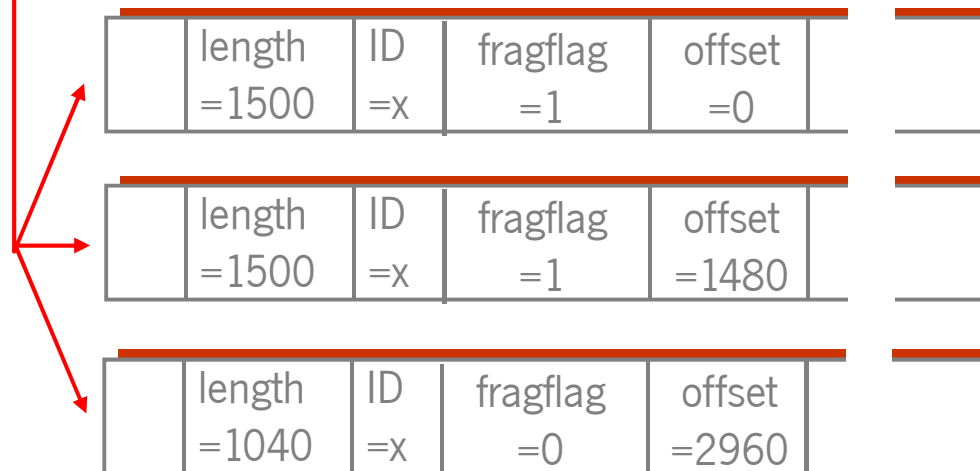 length ID fragflag offset
=1500 =x =1 =0
length ID fragflag offset
=1500 =x =1 =1480
length ID fragflag offset
=1040 =x =0 =2960